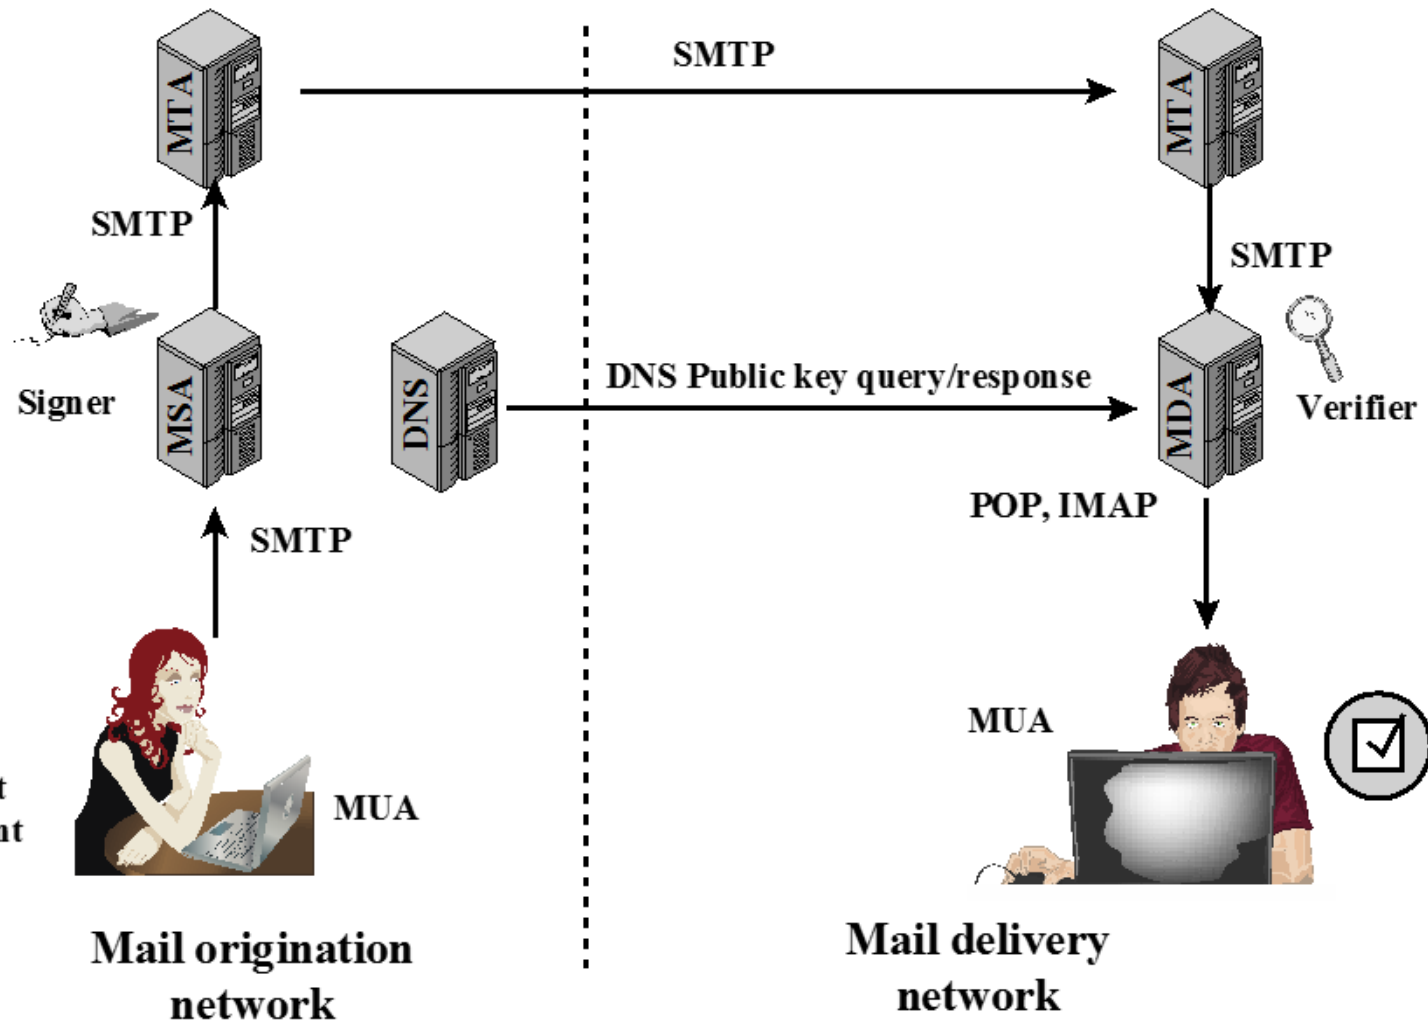 SMTP
MTA
MTA
SMTP
SMTP
Signer
MSA
DNS
DNS Public key query/response
MDA
Verifier
POP, IMAP
SMTP
MUA
MUA
Mail origination
network
Mail delivery
network